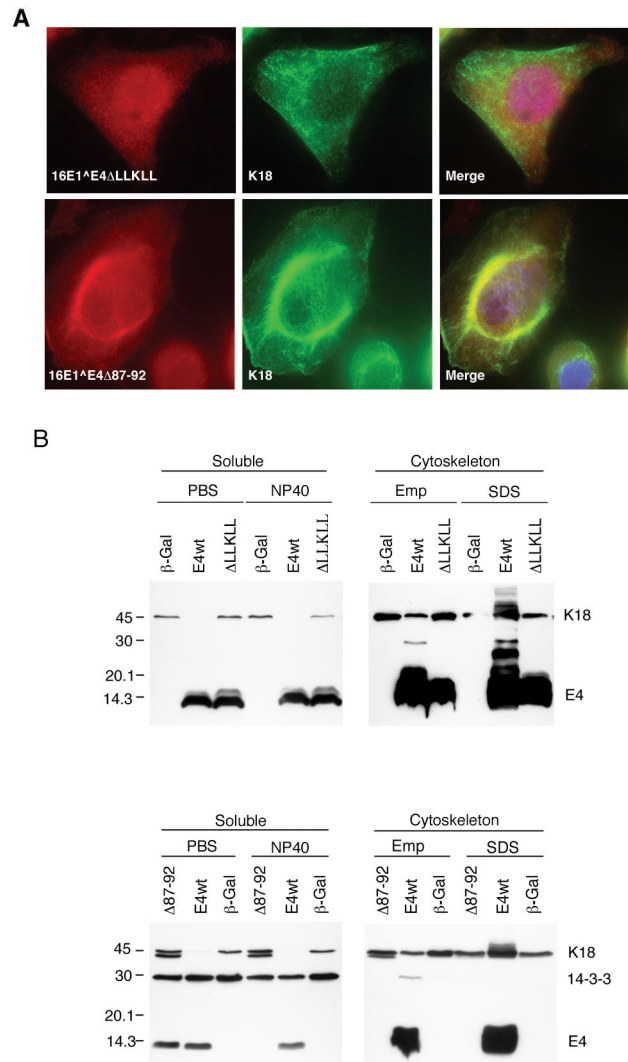 A
16E1^E4ΔLLKLL
K18
Merge
16E1^E4Δ87-92
K18
Merge
B
Soluble
Cytoskeleton
PBS
NP40
Emp
SDS
β-Gal
E4wt
ΔLLKLL
β-Gal
E4wt
ΔLLKLL
β-Gal
E4wt
ΔLLKLL
β-Gal
E4wt
ΔLLKLL
45
30
20.1
14.3
K18
E4
Soluble
Cytoskeleton
PBS
NP40
Emp
SDS
Δ87-92
E4wt
β-Gal
Δ87-92
E4wt
β-Gal
Δ87-92
E4wt
β-Gal
Δ87-92
E4wt
β-Gal
45
30
20.1
14.3
K18
14-3-3
E4